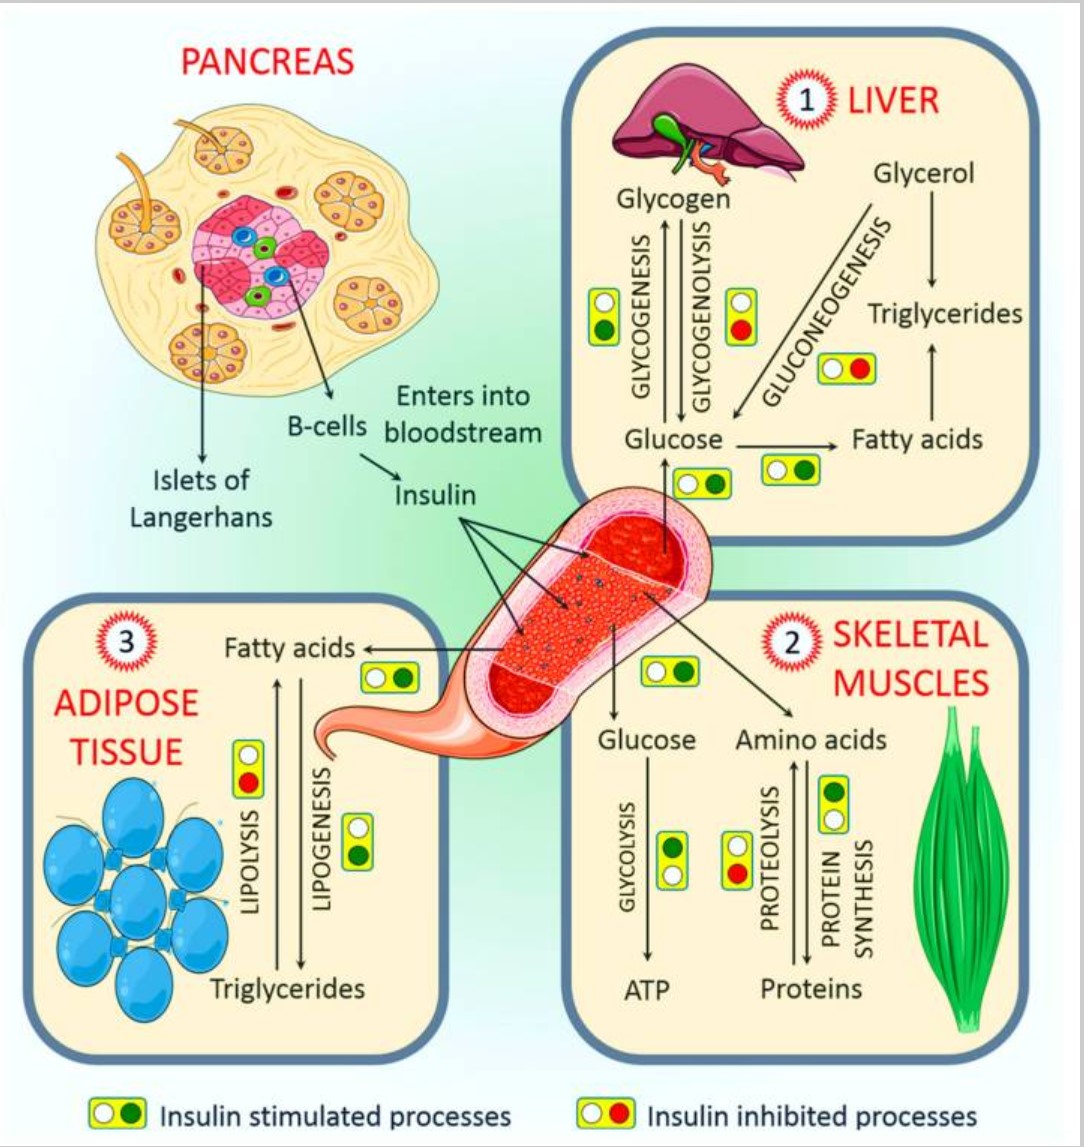 PANCREAS
B-cells
Enters into
bloodstream
Islets of
Langerhans
Insulin
1 LIVER
Glycogen
Glycerol
GLYCOGENESIS
GLYCOGENOLYSIS
GLUCONEOGENESIS
Triglycerides
Glucose
Fatty acids
3
ADIPOSE
TISSUE
Fatty acids
LIPOLYSIS
LIPOGENESIS
Triglycerides
2 SKELETAL
MUSCLES
Glucose
Amino acids
GLYCOLYSIS
PROTEOLYSIS
PROTEIN
SYNTHESIS
ATP
Proteins
Insulin stimulated processes
Insulin inhibited processes